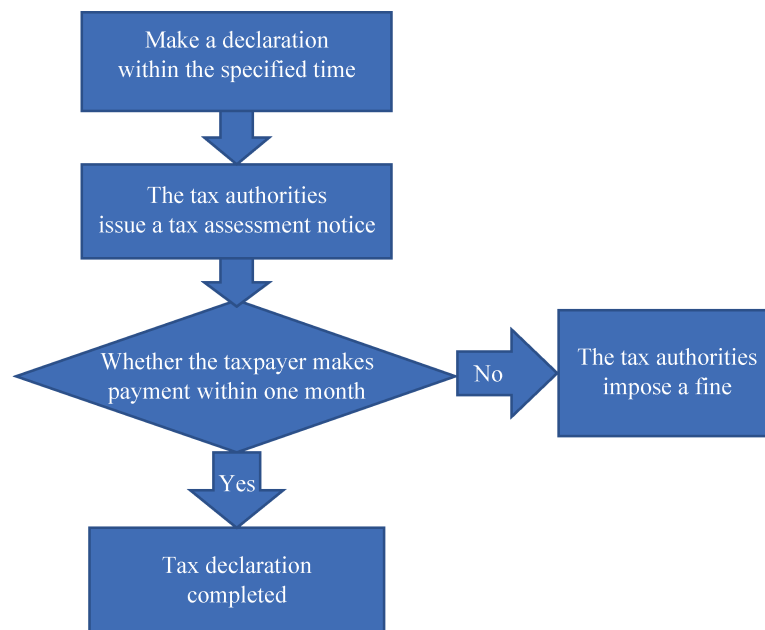 Make a declaration
within the specified time
The tax authorities
issue a tax assessment notice
Whether the taxpayer makes
payment within one month
No
The tax authorities
impose a fine
Yes
Tax declaration
completed